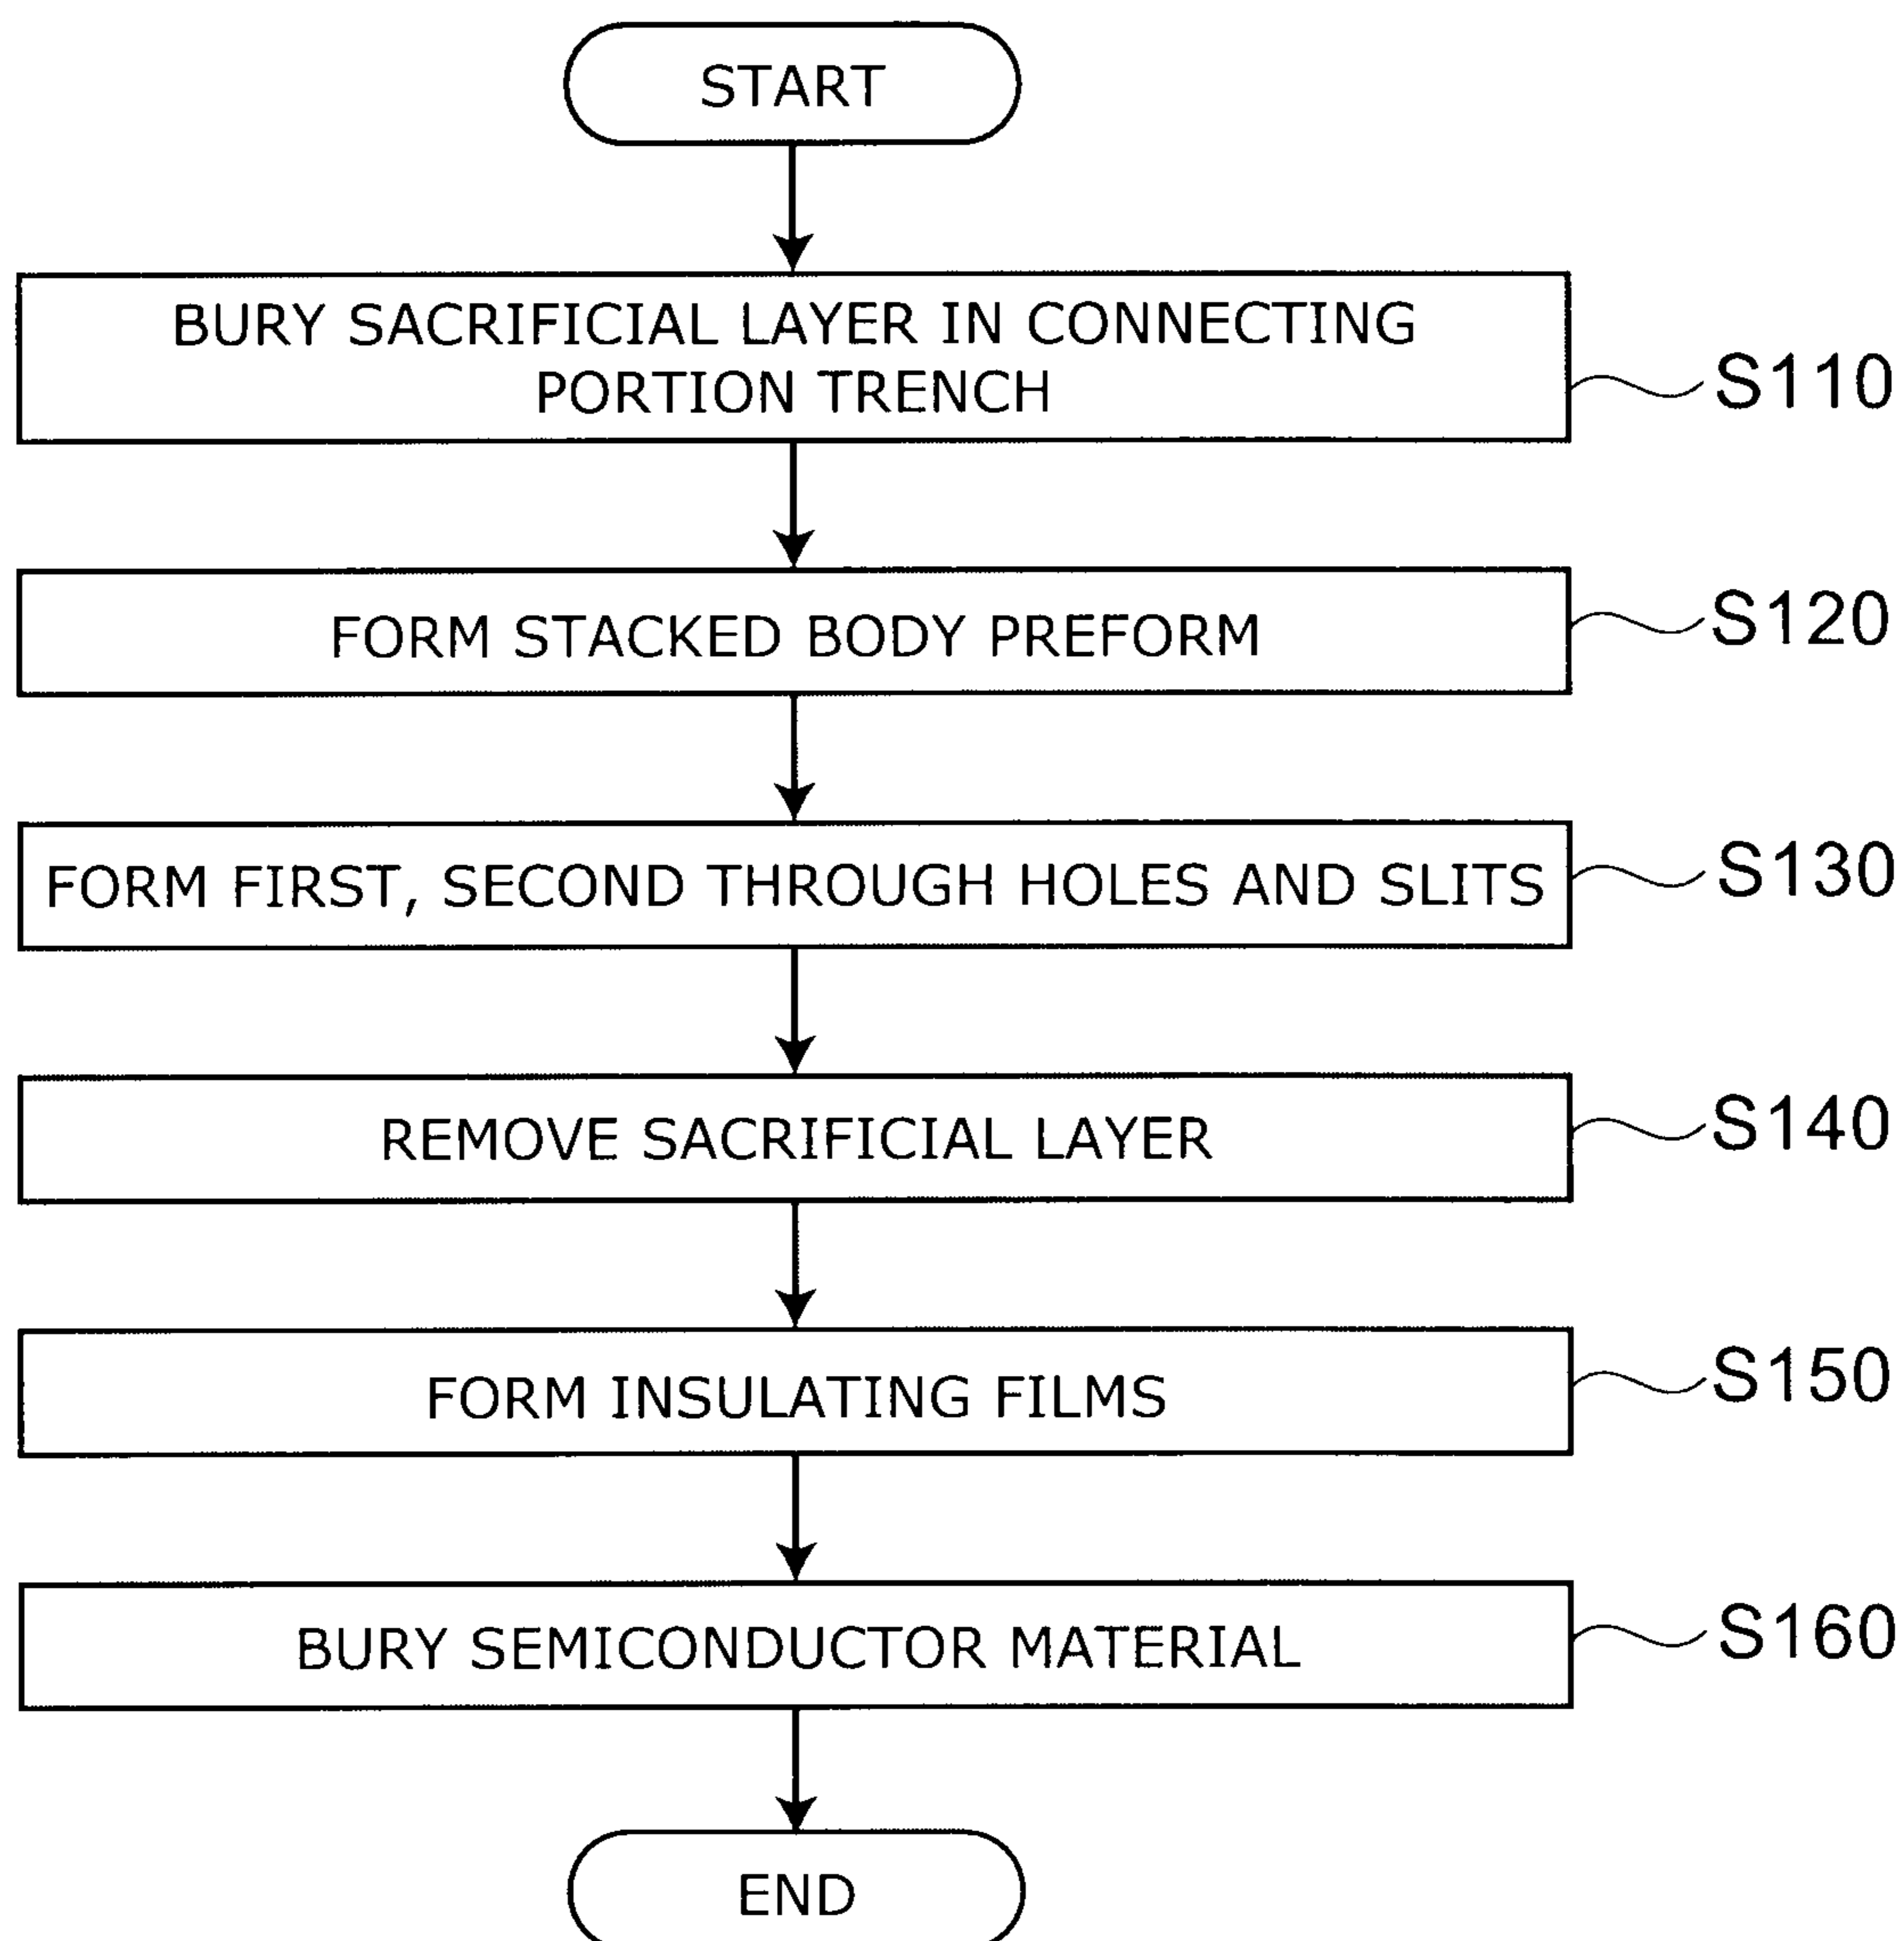 START
BURY SACRIFICIAL LAYER IN CONNECTING
PORTION TRENCH
S110
FORM STACKED BODY PREFORM
S120
FORM FIRST, SECOND THROUGH HOLES AND SLITS
S130
REMOVE SACRIFICIAL LAYER
S140
FORM INSULATING FILMS
S150
BURY SEMICONDUCTOR MATERIAL
S160
END